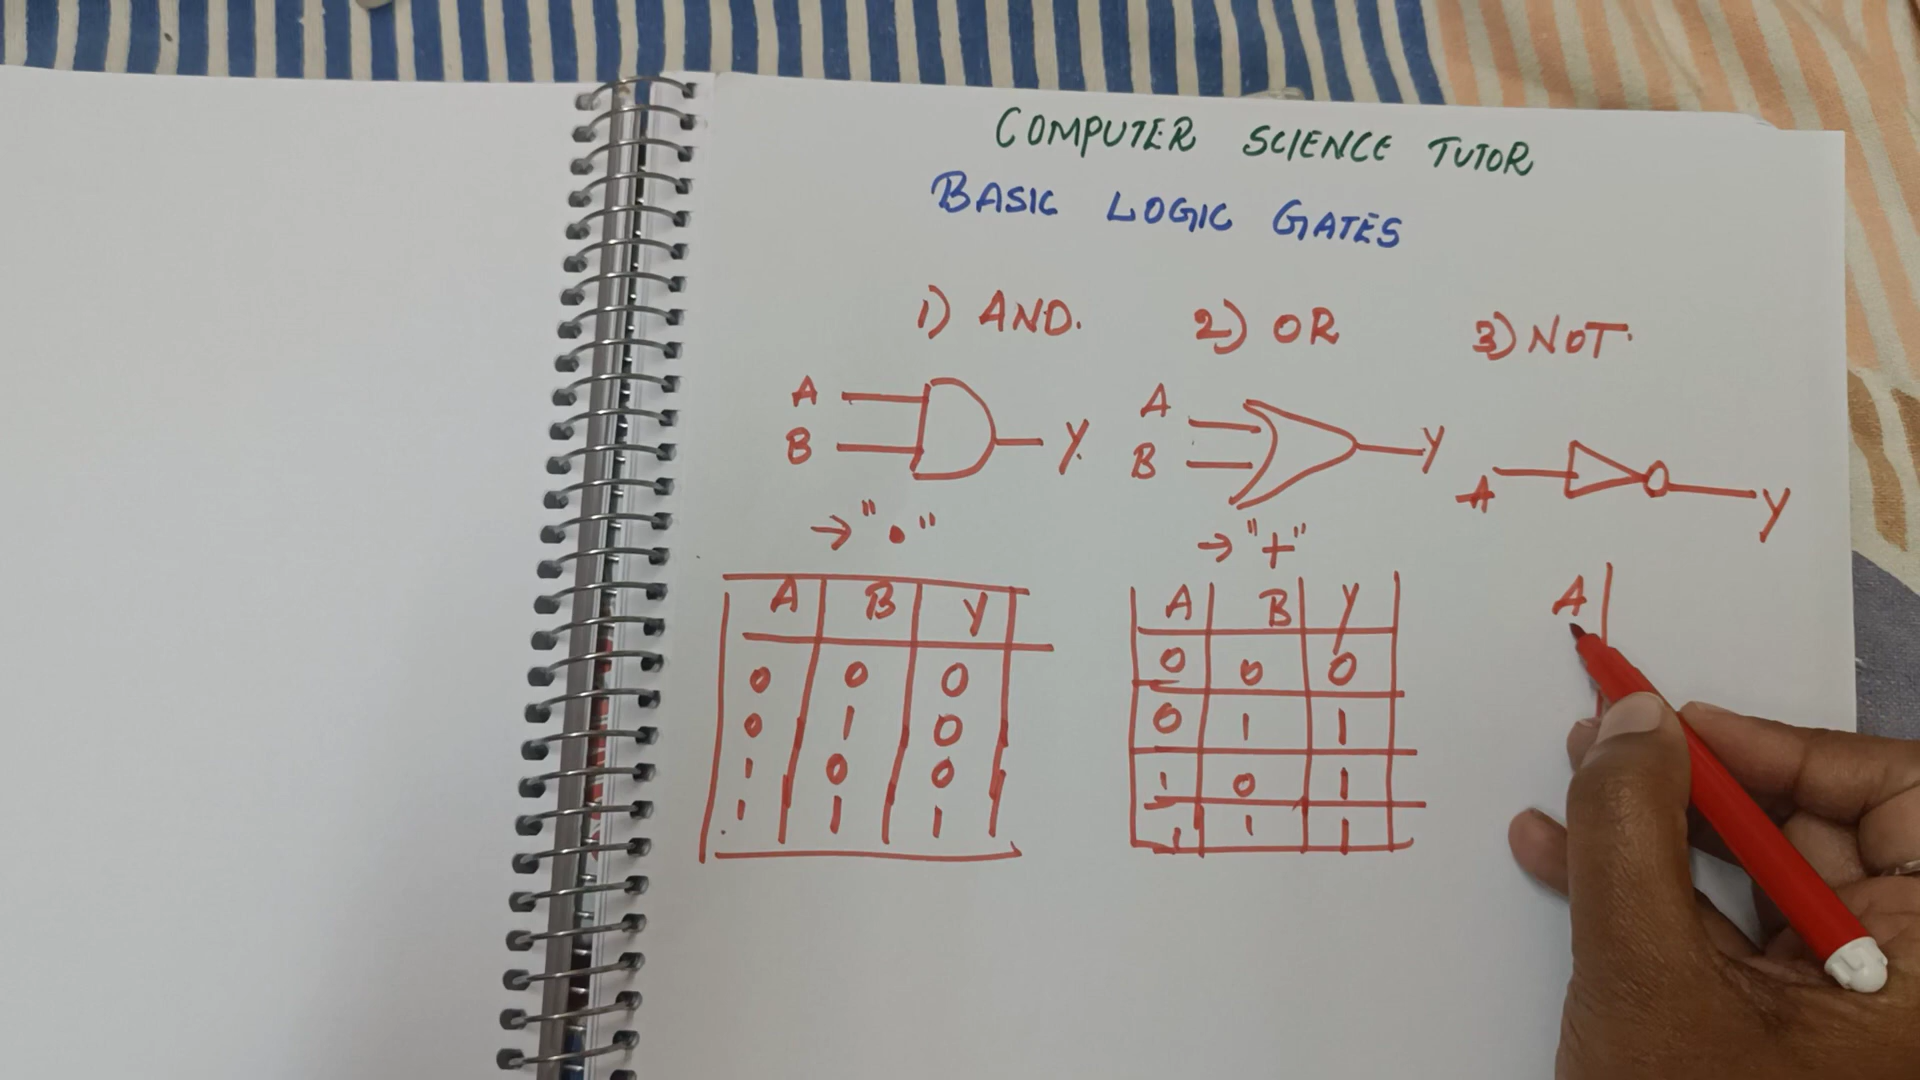 COMPUTER SCIENCE TUTOR
BASIC LOGIC GATES
1) AND. 2) OR 3) NOT.
A B Y
A B Y
A Y
→ "•" → "+"
A B Y
0 0 0
0 1 0
1 0 0
1 1 1
A B Y
0 0 0
0 1 1
1 0 1
1 1 1
A